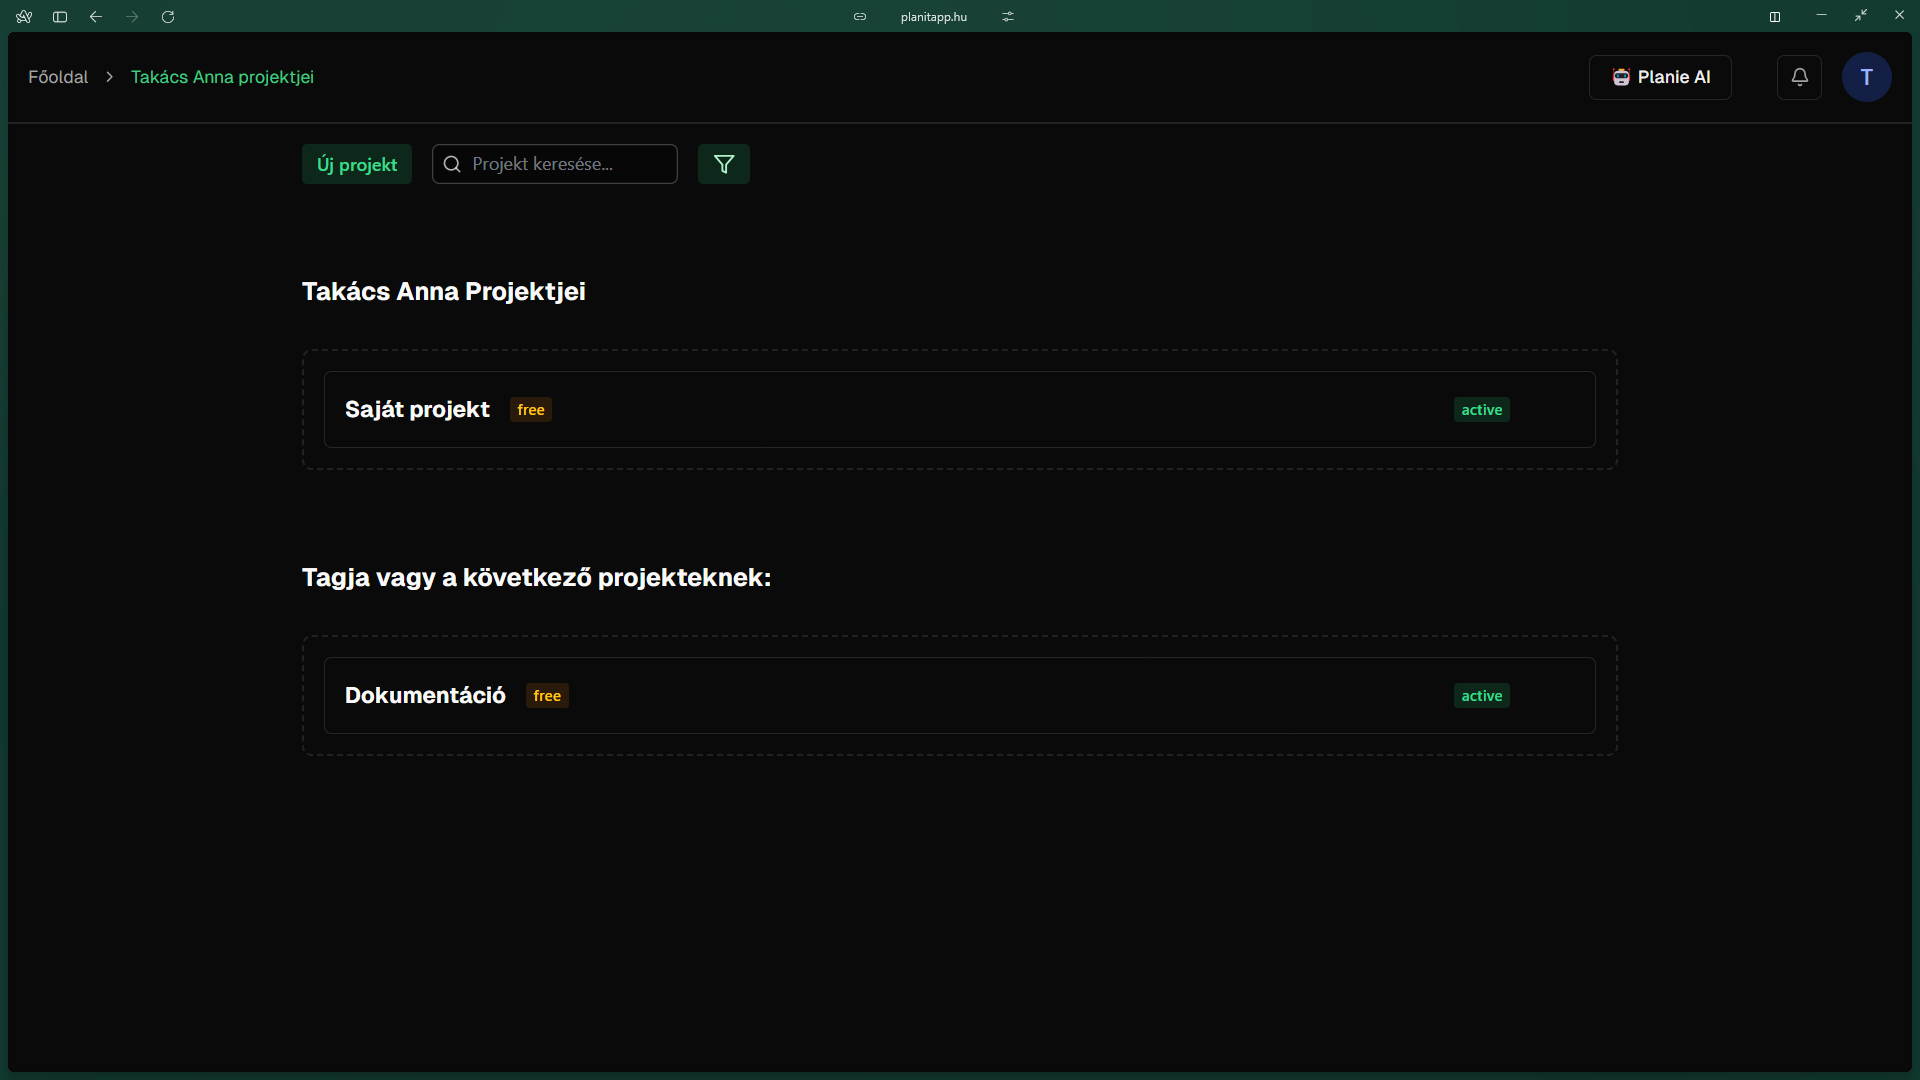 planitapp.hu
Főoldal > Takács Anna projektjei
Planie AI
T
Új projekt
Projekt keresése...
Takács Anna Projektjei
Saját projekt free active
Tagja vagy a következő projekteknek:
Dokumentáció free active